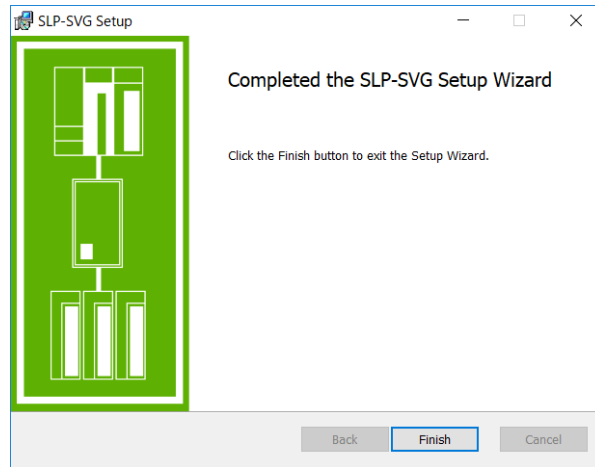 SLP-SVG Setup
Completed the SLP-SVG Setup Wizard
Click the Finish button to exit the Setup Wizard.
Back Finish Cancel